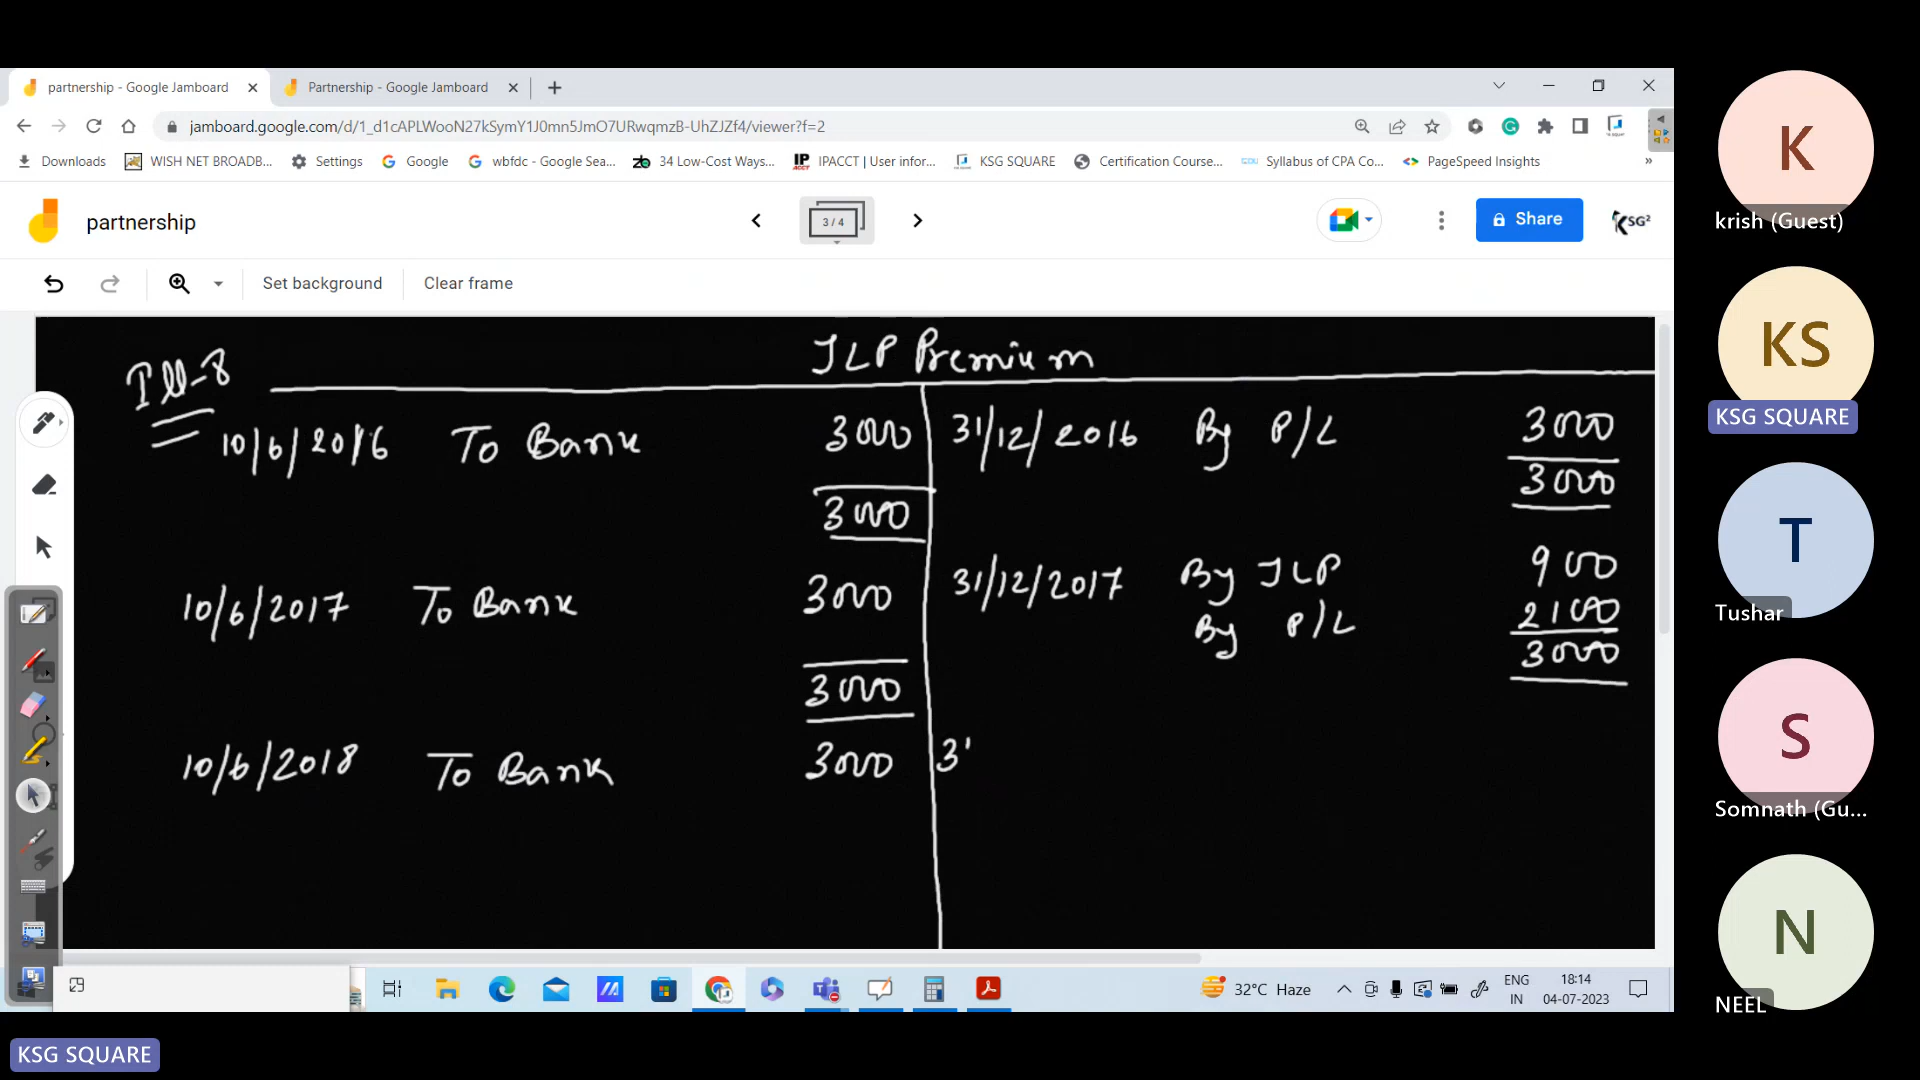 partnership - Google Jamboard
Partnership - Google Jamboard
jamboard.google.com/d/1_d1cAPLWooN27kSymY1J0mn5JmO7URwqmzB-UhZJZf4/viewer?f=2
Downloads WISH NET BROADB... Settings Google wbfdc - Google Sea... 34 Low-Cost Ways... IPACCT | User infor... KSG SQUARE Certification Course... Syllabus of CPA Co... PageSpeed Insights »
partnership
3 / 4
Share
KSG²
Set background Clear frame
Ill-8
JLP Premium
10/6/2016 To Bank 3000 31/12/2016 By P/L 3000
3000 3000
10/6/2017 To Bank 3000 31/12/2017 By JLP 900
By P/L 2100
3000 3000
10/6/2018 To Bank 3000 3'
32°C Haze
ENG
IN
18:14
04-07-2023
K
krish (Guest)
KS
KSG SQUARE
T
Tushar
S
Somnath (Gu...
N
NEEL
KSG SQUARE